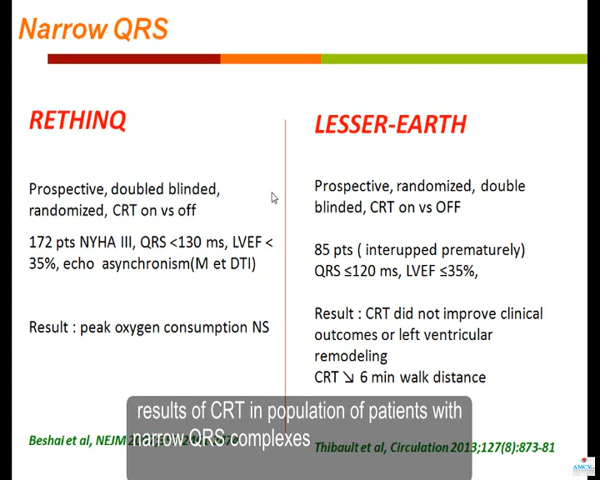 Narrow QRS
RETHINQ
Prospective, doubled blinded,
randomized, CRT on vs off
172 pts NYHA III, QRS <130 ms, LVEF <
35%, echo asynchronism(M et DTI)
Result : peak oxygen consumption NS
Beshai et al, NEJM
LESSER-EARTH
Prospective, randomized, double
blinded, CRT on vs OFF
85 pts ( interupped prematurely)
QRS ≤120 ms, LVEF ≤35%,
Result : CRT did not improve clinical
outcomes or left ventricular
remodeling
CRT ↘ 6 min walk distance
Thibault et al, Circulation 2013;127(8):873-81
results of CRT in population of patients with
narrow QRS complexes
AMCV